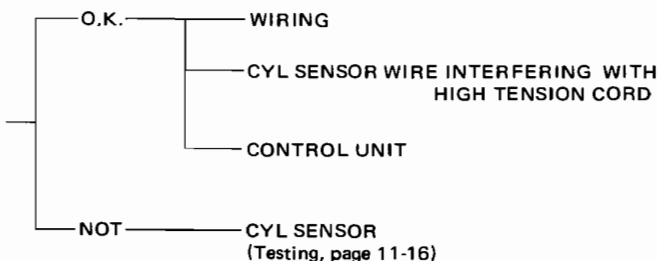 O.K. WIRING
CYL SENSOR WIRE INTERFERING WITH
HIGH TENSION CORD
CONTROL UNIT
NOT CYL SENSOR
(Testing, page 11-16)